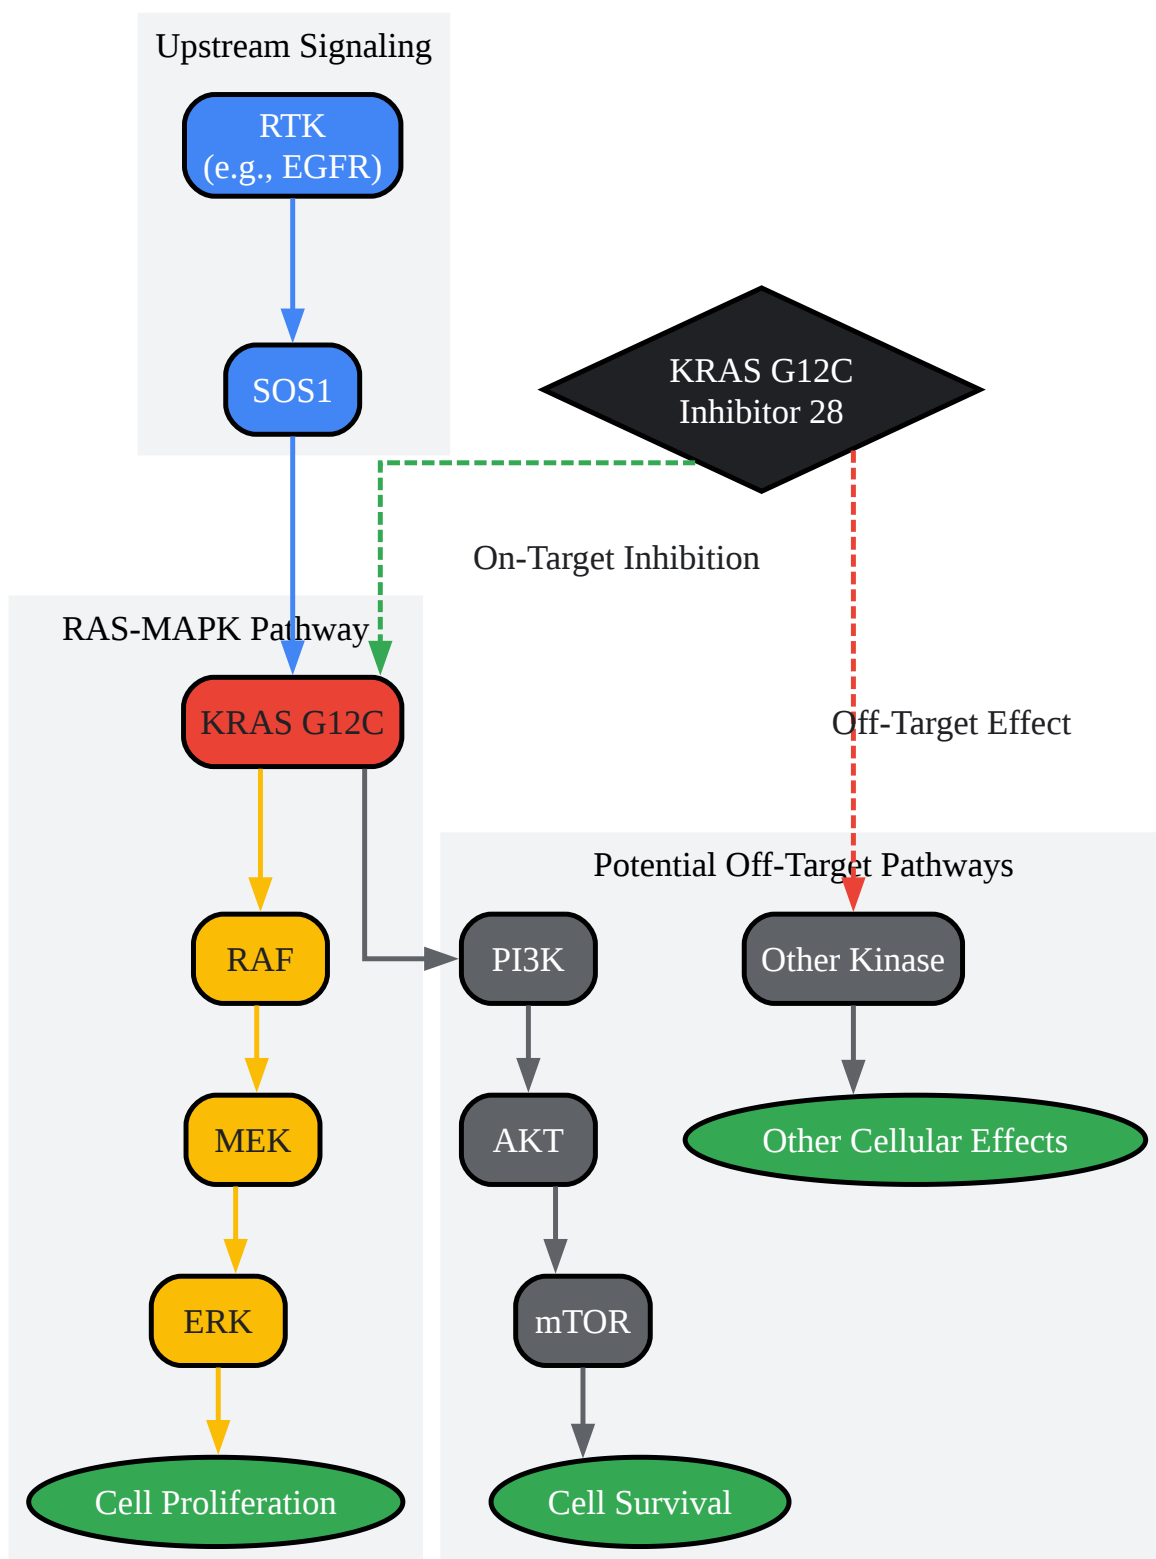 Upstream Signaling
RTK
(e.g., EGFR)
SOS1
KRAS G12C
Inhibitor 28
On-Target Inhibition
Off-Target Effect
RAS-MAPK Pathway
KRAS G12C
RAF
MEK
ERK
Cell Proliferation
Potential Off-Target Pathways
PI3K
Other Kinase
AKT
Other Cellular Effects
mTOR
Cell Survival